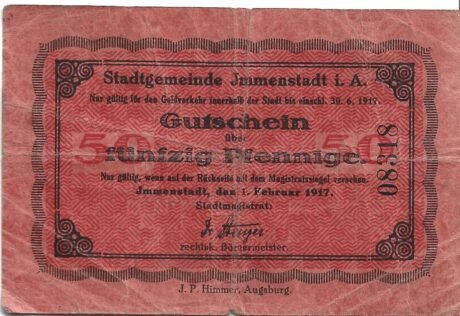 Stadtgemeinde Jmmenstadt i. A.
Nur gültig für den Geldverkehr innerhalb der Stadt bis einschl. 30. 6. 1917.
Gutschein
über
50 fünfzig Pfennige. 50
Nur gültig, wenn auf der Rückseite mit dem Magistratssiegel versehen.
Jmmenstadt, den 1. Februar 1917.
Stadtmagistrat:
rechtsk. Bürgermeister.
08318
J. P. Himmer, Augsburg.